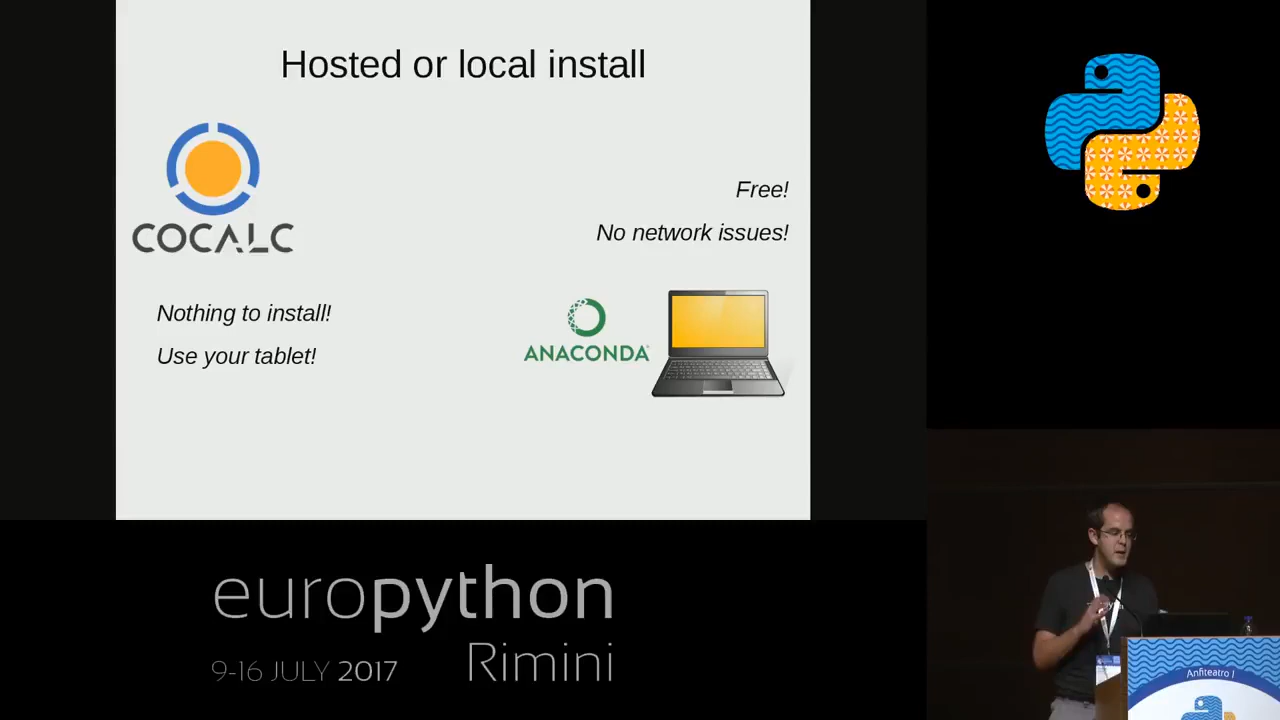 Hosted or local install
COCALC
Free!
No network issues!
Nothing to install!
Use your tablet!
ANACONDA
europython
9-16 JULY 2017
Rimini
Anfiteatro I